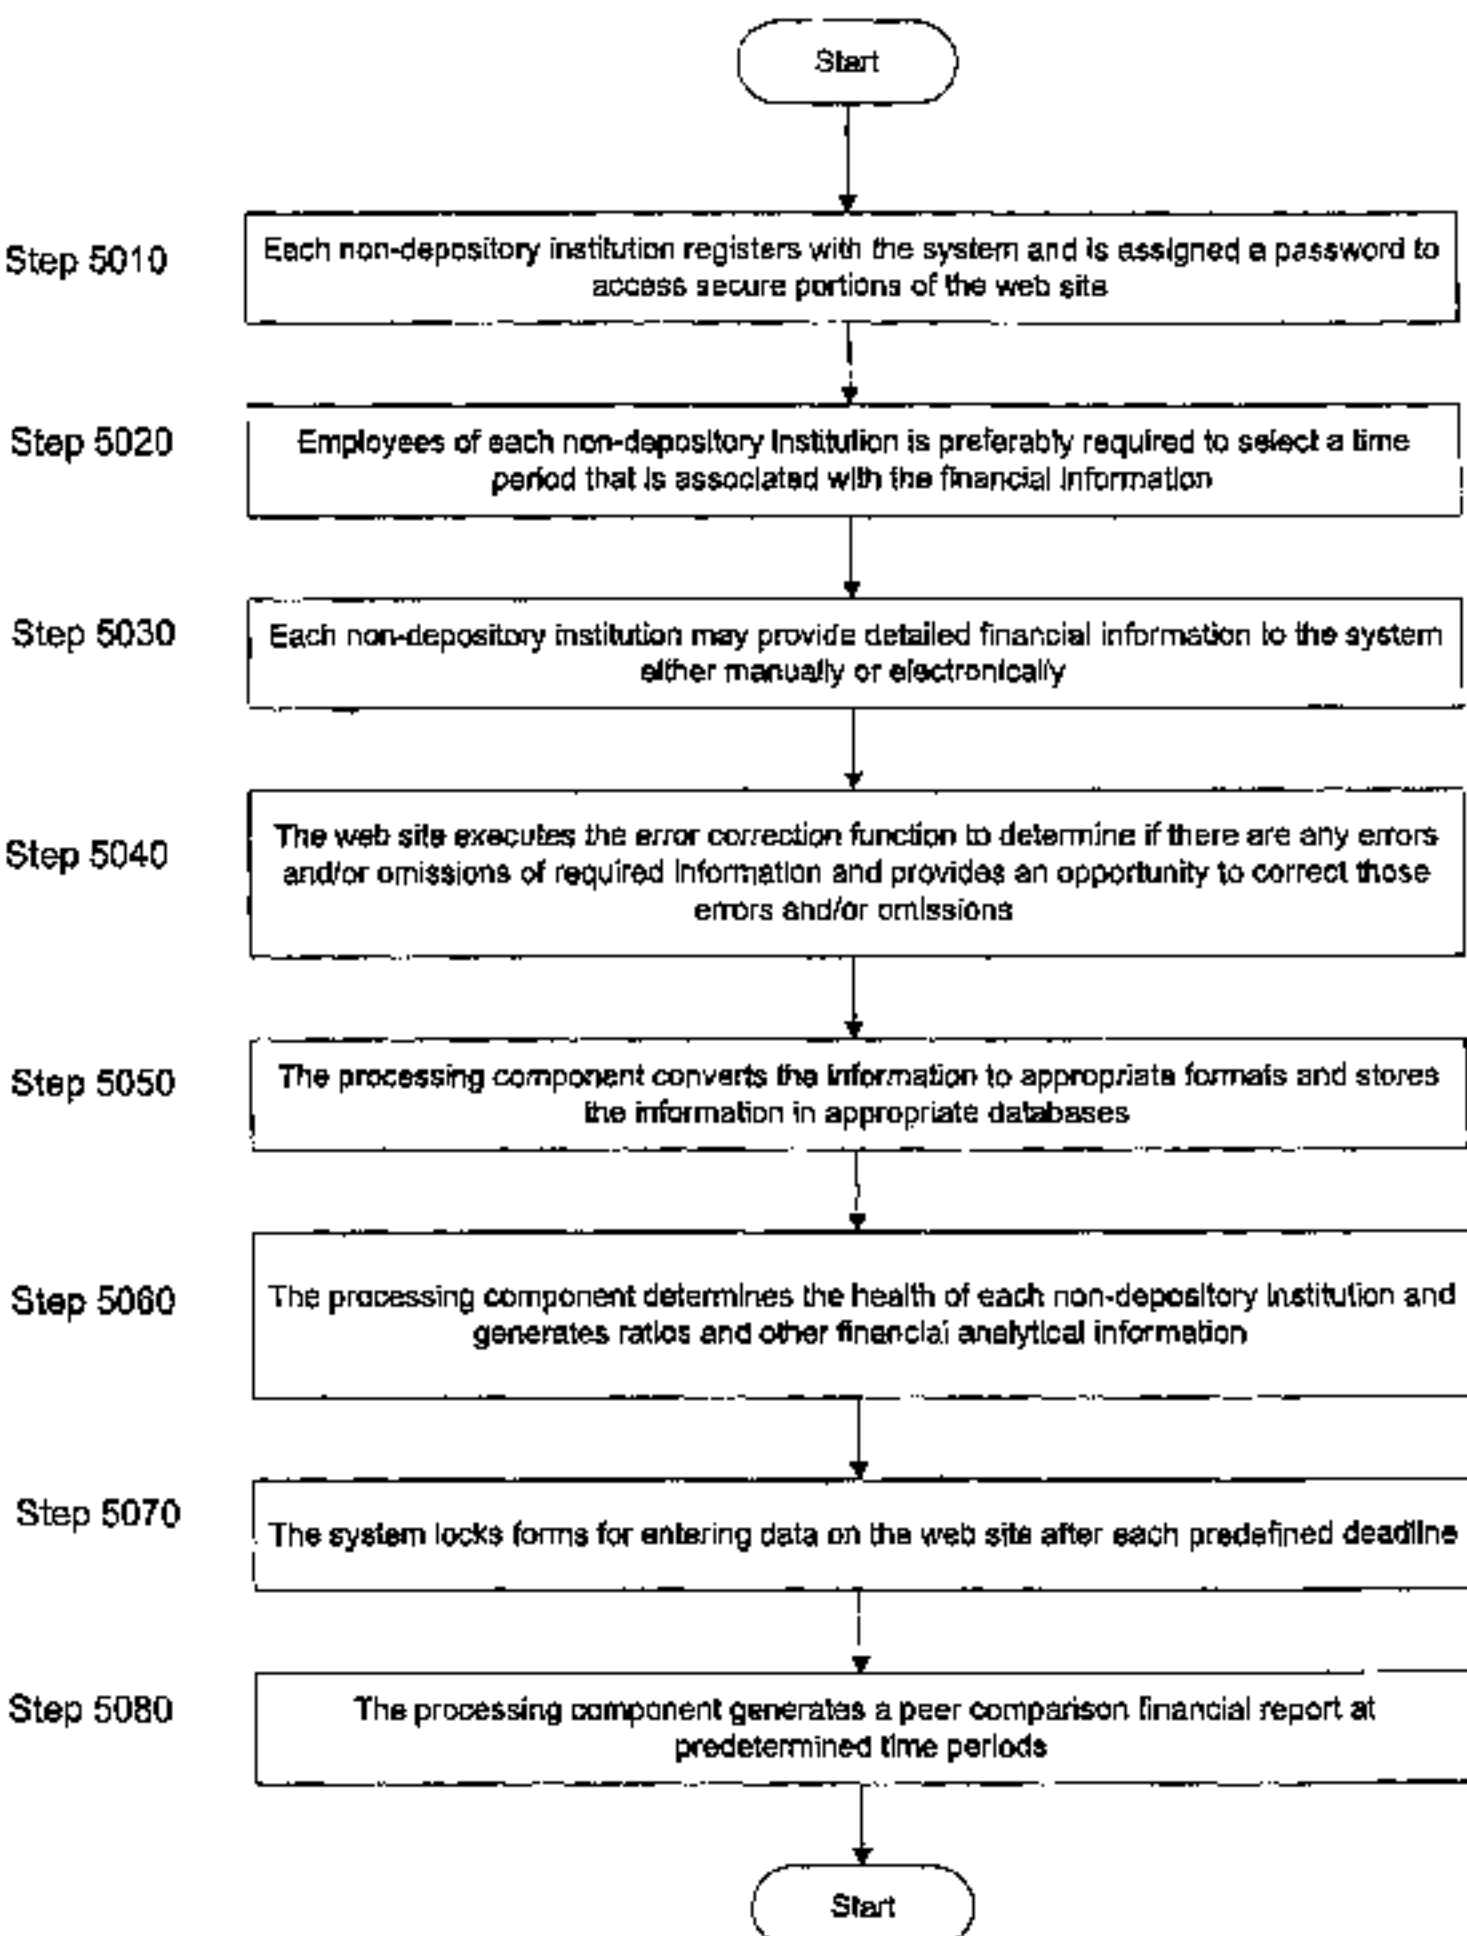 Start
Step 5010
Each non-depository institution registers with the system and is assigned a password to
access secure portions of the web site
Step 5020
Employees of each non-depository institution is preferably required to select a time
period that is associated with the financial information
Step 5030
Each non-depository institution may provide detailed financial information to the system
either manually or electronically
Step 5040
The web site executes the error correction function to determine if there are any errors
and/or omissions of required information and provides an opportunity to correct those
errors and/or omissions
Step 5050
The processing component converts the information to appropriate formats and stores
the information in appropriate databases
Step 5060
The processing component determines the health of each non-depository institution and
generates ratios and other financial analytical information
Step 5070
The system locks forms for entering data on the web site after each predefined deadline
Step 5080
The processing component generates a peer comparison financial report at
predetermined time periods
Start